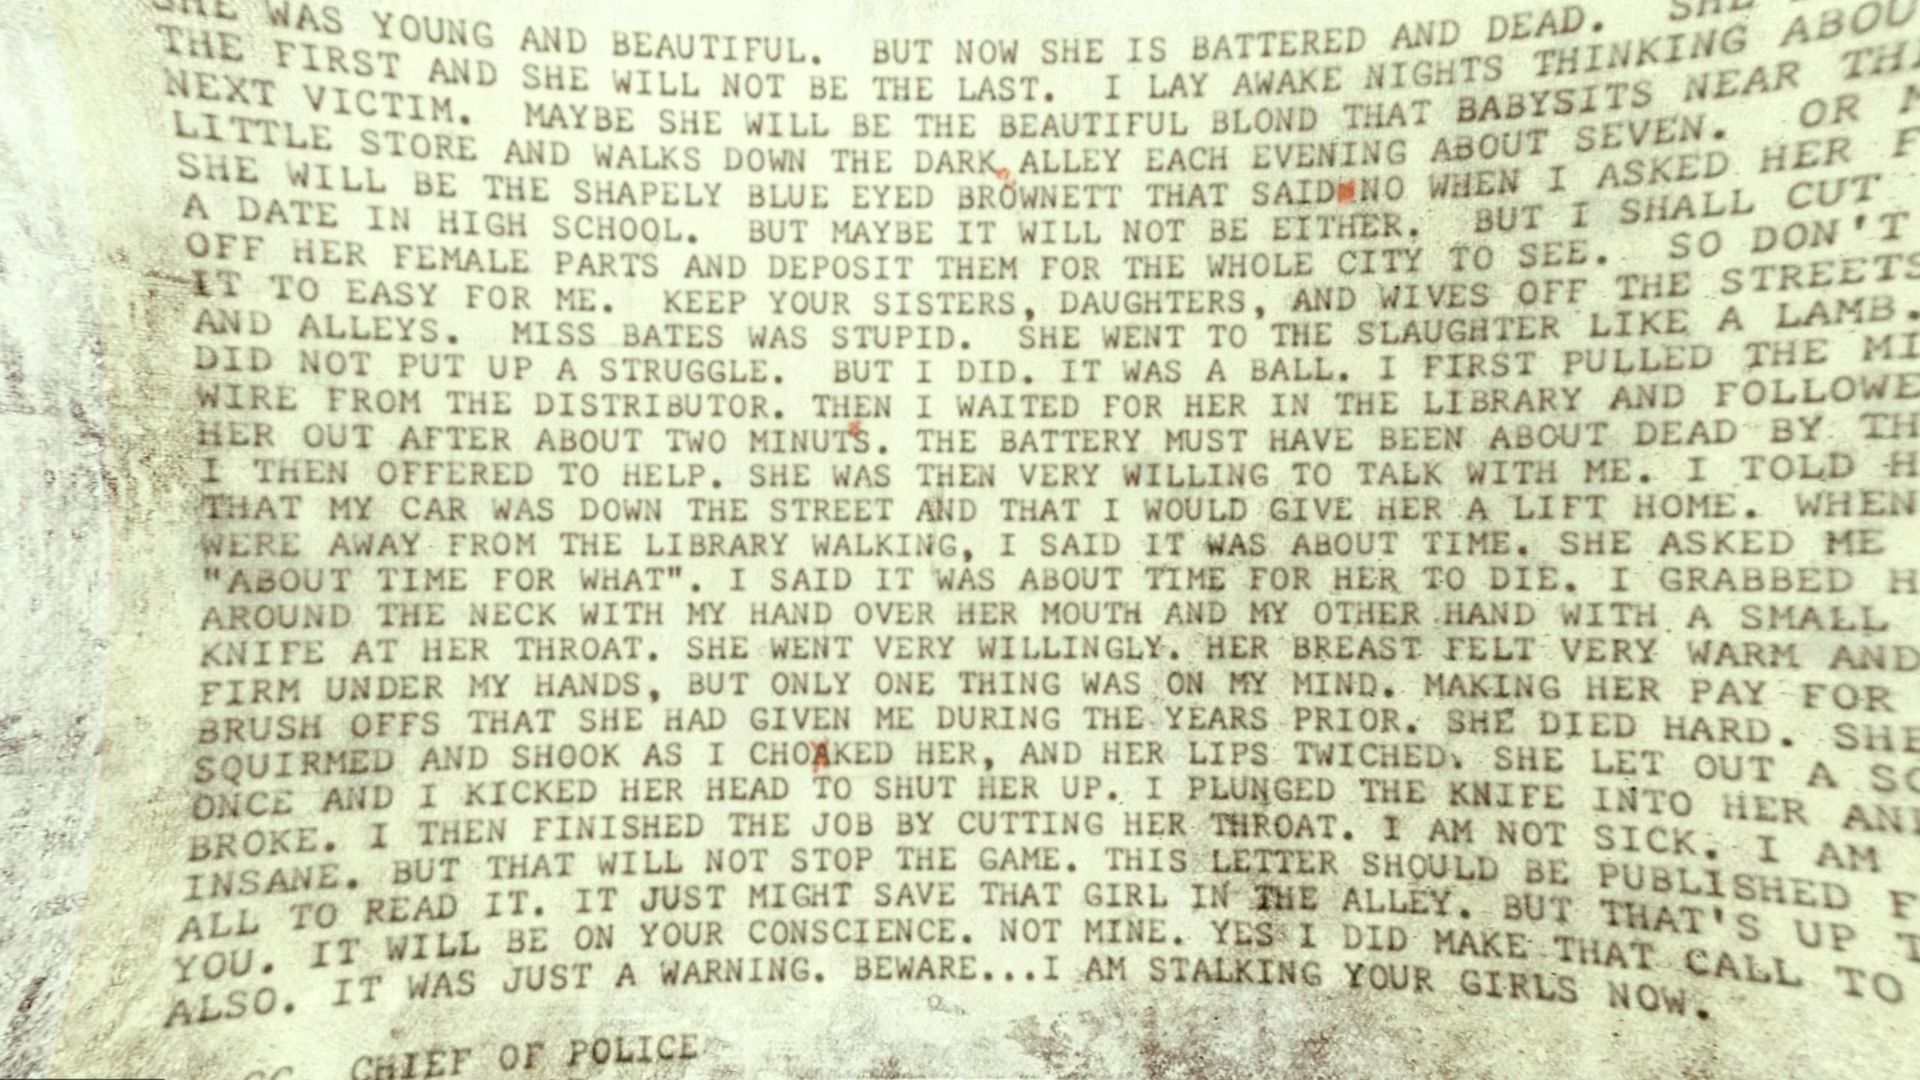 SHE WAS YOUNG AND BEAUTIFUL. BUT NOW SHE IS BATTERED AND DEAD. SHE
THE FIRST AND SHE WILL NOT BE THE LAST. I LAY AWAKE NIGHTS THINKING ABOU
NEXT VICTIM. MAYBE SHE WILL BE THE BEAUTIFUL BLOND THAT BABYSITS NEAR TH
LITTLE STORE AND WALKS DOWN THE DARK ALLEY EACH EVENING ABOUT SEVEN. OR M
SHE WILL BE THE SHAPELY BLUE EYED BROWNETT THAT SAID NO WHEN I ASKED HER F
A DATE IN HIGH SCHOOL. BUT MAYBE IT WILL NOT BE EITHER. BUT I SHALL CUT
OFF HER FEMALE PARTS AND DEPOSIT THEM FOR THE WHOLE CITY TO SEE. SO DON'T
IT TO EASY FOR ME. KEEP YOUR SISTERS, DAUGHTERS, AND WIVES OFF THE STREETS
AND ALLEYS. MISS BATES WAS STUPID. SHE WENT TO THE SLAUGHTER LIKE A LAMB.
DID NOT PUT UP A STRUGGLE. BUT I DID. IT WAS A BALL. I FIRST PULLED THE MI
WIRE FROM THE DISTRIBUTOR. THEN I WAITED FOR HER IN THE LIBRARY AND FOLLOWE
HER OUT AFTER ABOUT TWO MINUTS. THE BATTERY MUST HAVE BEEN ABOUT DEAD BY TH
I THEN OFFERED TO HELP. SHE WAS THEN VERY WILLING TO TALK WITH ME. I TOLD H
THAT MY CAR WAS DOWN THE STREET AND THAT I WOULD GIVE HER A LIFT HOME. WHEN
WERE AWAY FROM THE LIBRARY WALKING, I SAID IT WAS ABOUT TIME. SHE ASKED ME
"ABOUT TIME FOR WHAT". I SAID IT WAS ABOUT TIME FOR HER TO DIE. I GRABBED H
AROUND THE NECK WITH MY HAND OVER HER MOUTH AND MY OTHER HAND WITH A SMALL
KNIFE AT HER THROAT. SHE WENT VERY WILLINGLY. HER BREAST FELT VERY WARM AND
FIRM UNDER MY HANDS, BUT ONLY ONE THING WAS ON MY MIND. MAKING HER PAY FOR
BRUSH OFFS THAT SHE HAD GIVEN ME DURING THE YEARS PRIOR. SHE DIED HARD. SHE
SQUIRMED AND SHOOK AS I CHOAKED HER, AND HER LIPS TWICHED. SHE LET OUT A SC
ONCE AND I KICKED HER HEAD TO SHUT HER UP. I PLUNGED THE KNIFE INTO HER AND
BROKE. I THEN FINISHED THE JOB BY CUTTING HER THROAT. I AM NOT SICK. I AM
INSANE. BUT THAT WILL NOT STOP THE GAME. THIS LETTER SHOULD BE PUBLISHED F
ALL TO READ IT. IT JUST MIGHT SAVE THAT GIRL IN THE ALLEY. BUT THAT'S UP T
YOU. IT WILL BE ON YOUR CONSCIENCE. NOT MINE. YES I DID MAKE THAT CALL TO
ALSO. IT WAS JUST A WARNING. BEWARE...I AM STALKING YOUR GIRLS NOW.
CC. CHIEF OF POLICE